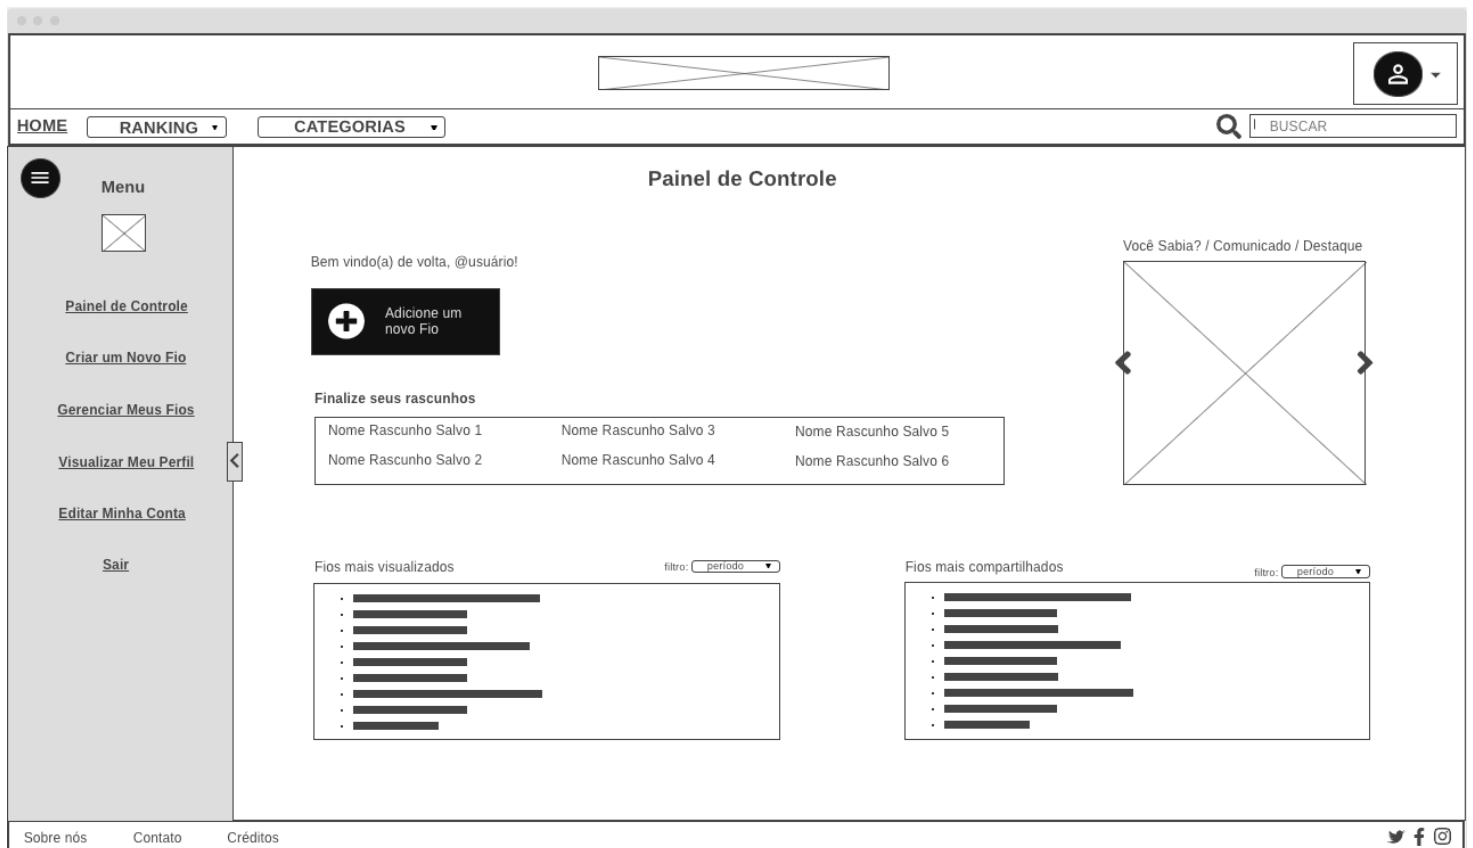 HOME
RANKING
CATEGORIAS
BUSCAR
Menu
Painel de Controle
Criar um Novo Fio
Gerenciar Meus Fios
Visualizar Meu Perfil
Editar Minha Conta
Sair
Painel de Controle
Bem vindo(a) de volta, @usuário!
Adicione um
novo Fio
Você Sabia? / Comunicado / Destaque
Finalize seus rascunhos
Nome Rascunho Salvo 1
Nome Rascunho Salvo 3
Nome Rascunho Salvo 5
Nome Rascunho Salvo 2
Nome Rascunho Salvo 4
Nome Rascunho Salvo 6
Fios mais visualizados
filtro: período
Fios mais compartilhados
filtro: período
Sobre nós
Contato
Créditos